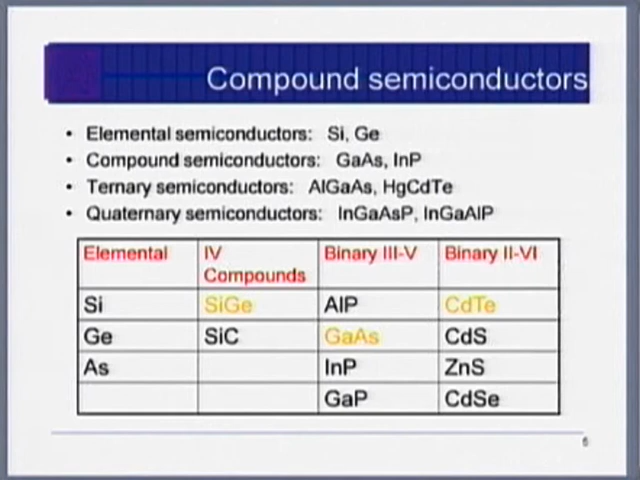 Compound semiconductors
• Elemental semiconductors: Si, Ge
• Compound semiconductors: GaAs, InP
• Ternary semiconductors: AlGaAs, HgCdTe
• Quaternary semiconductors: InGaAsP, InGaAlP
Elemental IV Compounds Binary III-V Binary II-VI
Si SiGe AlP CdTe
Ge SiC GaAs CdS
As InP ZnS
GaP CdSe
6